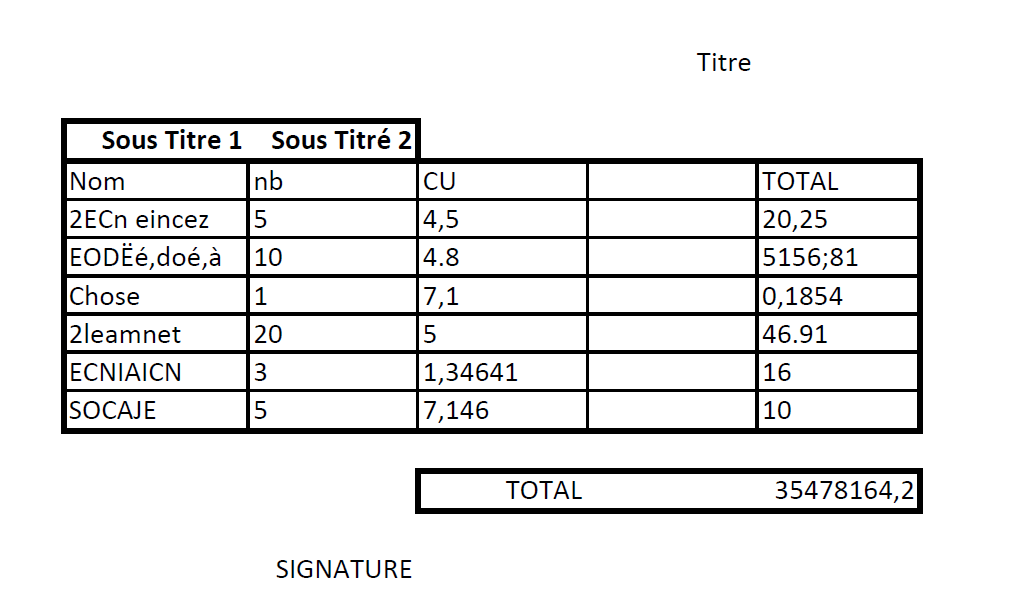 Titre
Sous Titre 1 Sous Titré 2
Nom nb CU TOTAL
2ECn eincez 5 4,5 20,25
EODËé,doé,à 10 4.8 5156;81
Chose 1 7,1 0,1854
2leamnet 20 5 46.91
ECNIAICN 3 1,34641 16
SOCAJE 5 7,146 10
TOTAL 35478164,2
SIGNATURE